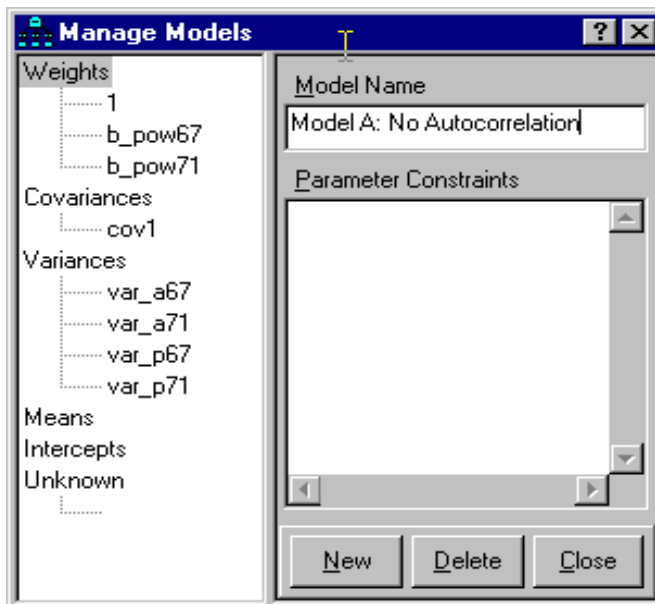 Manage Models
? X
Weights
1
b_pow67
b_pow71
Covariances
cov1
Variances
var_a67
var_a71
var_p67
var_p71
Means
Intercepts
Unknown
Model Name
Model A: No Autocorrelation
Parameter Constraints
New Delete Close